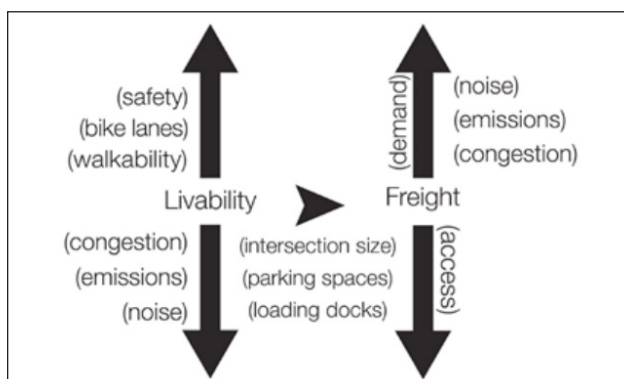 (safety)
(bike lanes)
(walkability)
Livability
(congestion)
(emissions)
(noise)
(intersection size)
(parking spaces)
(loading docks)
(demand)
(noise)
(emissions)
(congestion)
Freight
(access)